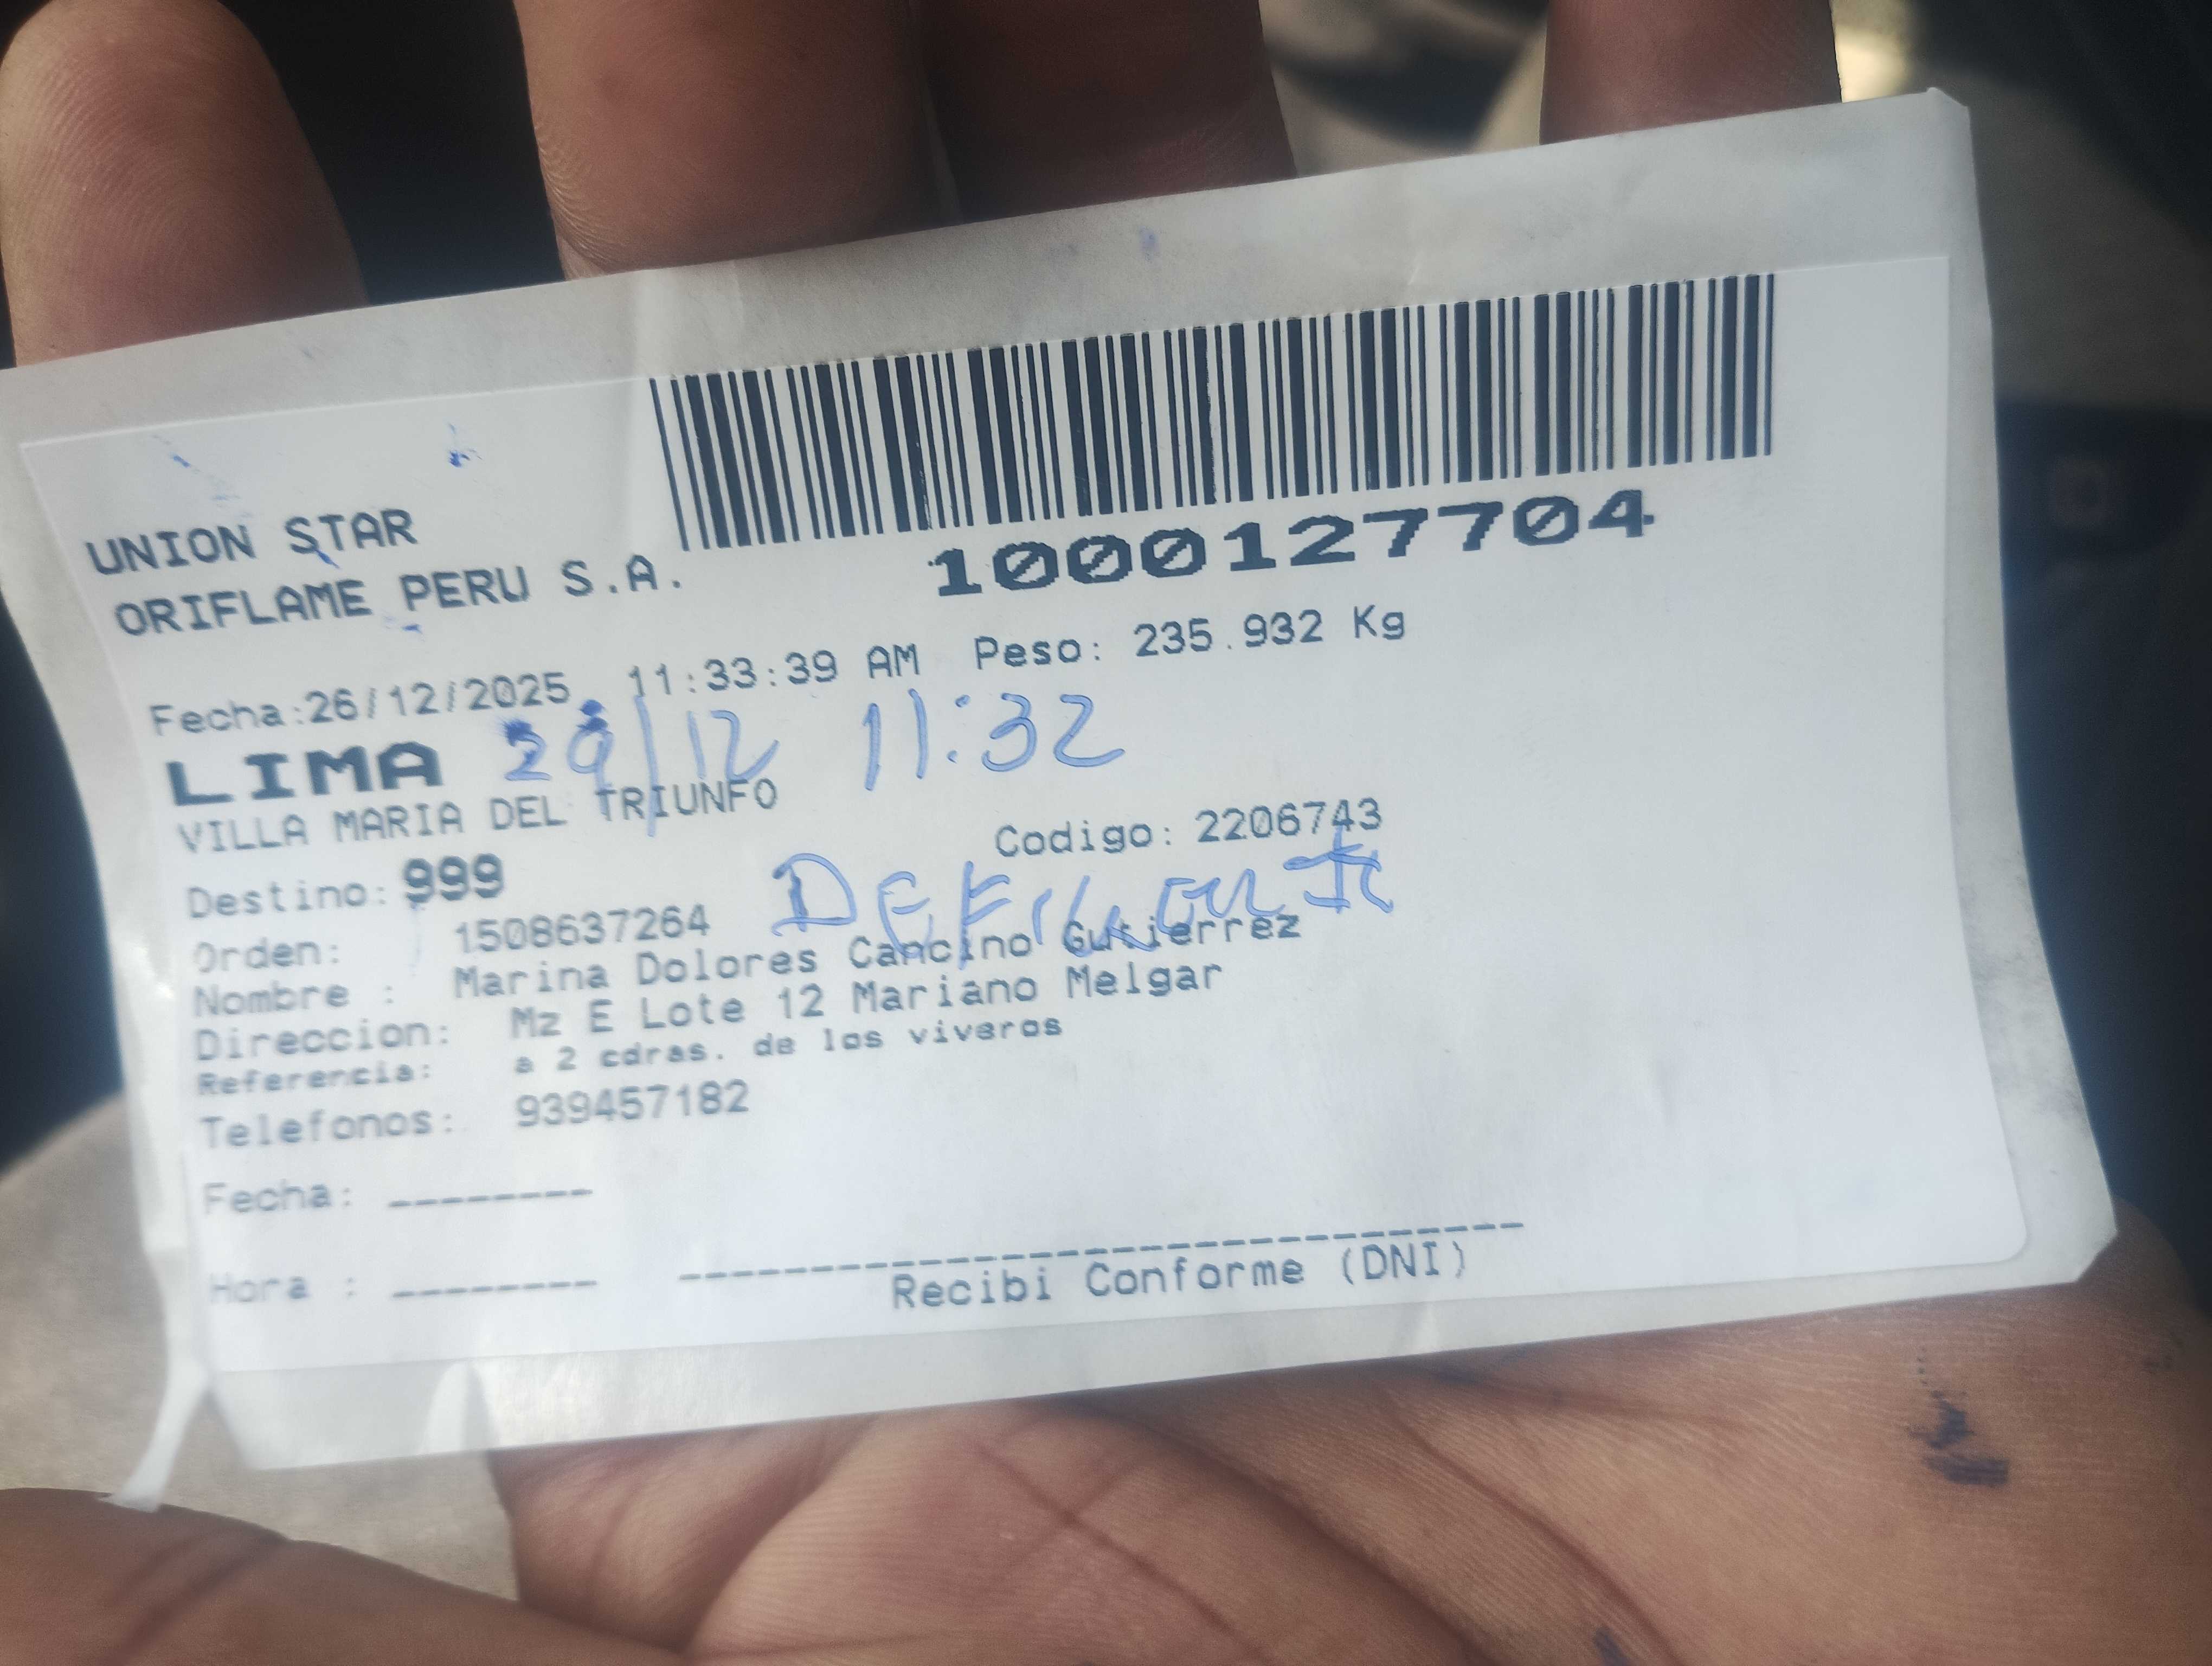 1000127704
UNION STAR
ORIFLAME PERU S.A.
Fecha:26/12/2025, 11:33:39 AM Peso: 235.932 Kg
LIMA 29/12 11:32
VILLA MARIA DEL TRIUNFO
Codigo: 2206743
Destino: 999
Orden: 1508637264
Nombre : Marina Dolores Cancino Gutierrez
Direccion: Mz E Lote 12 Mariano Melgar
Referencia: a 2 cdras. de los viveros
Telefonos: 939457182
Fecha: --------
Hora : --------
Recibi Conforme (DNI)